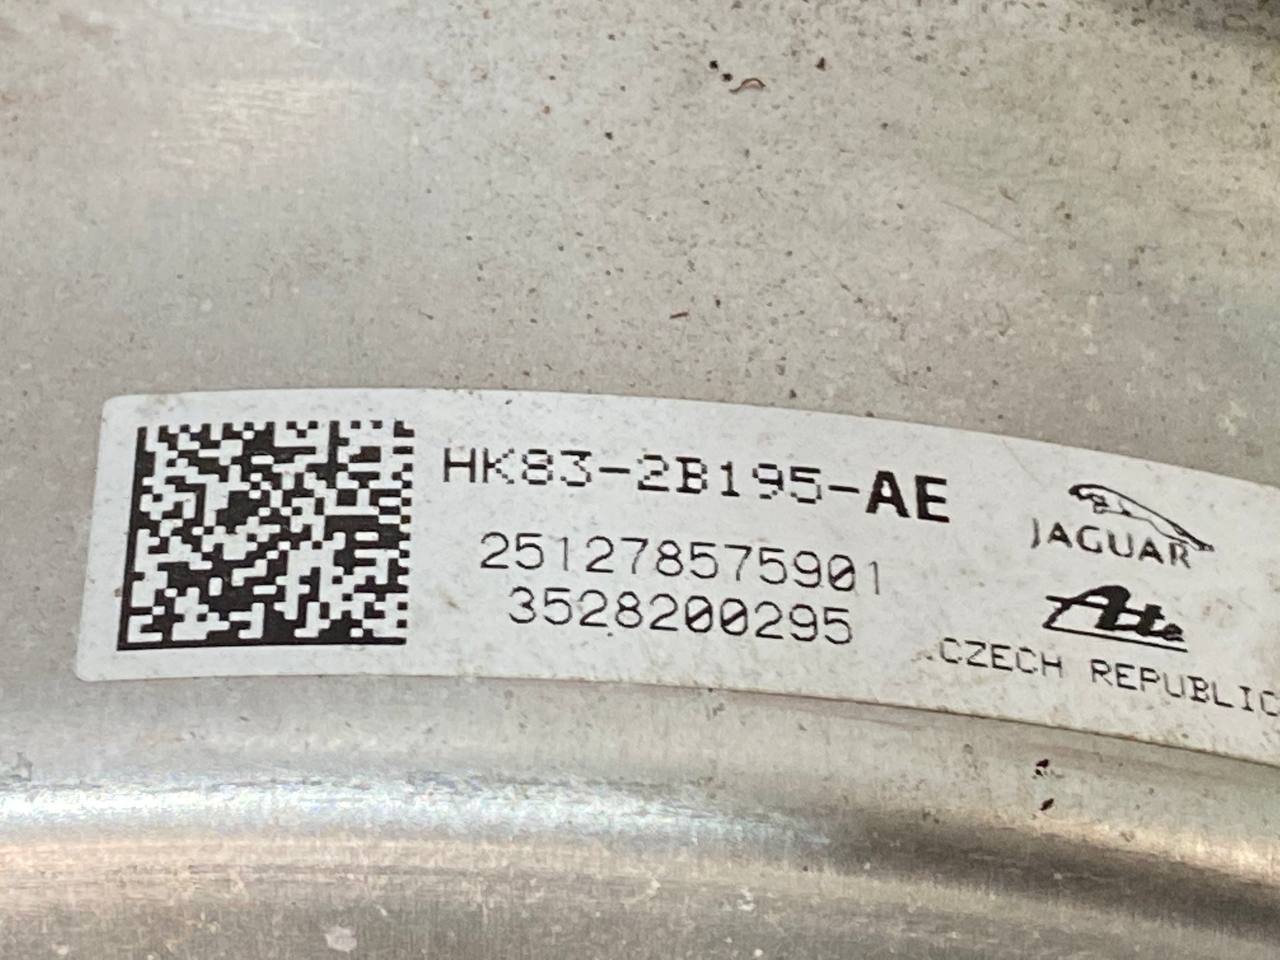 HK83-2B195-AE
251278575901
3528200295
JAGUAR
Ate
CZECH REPUBLIC